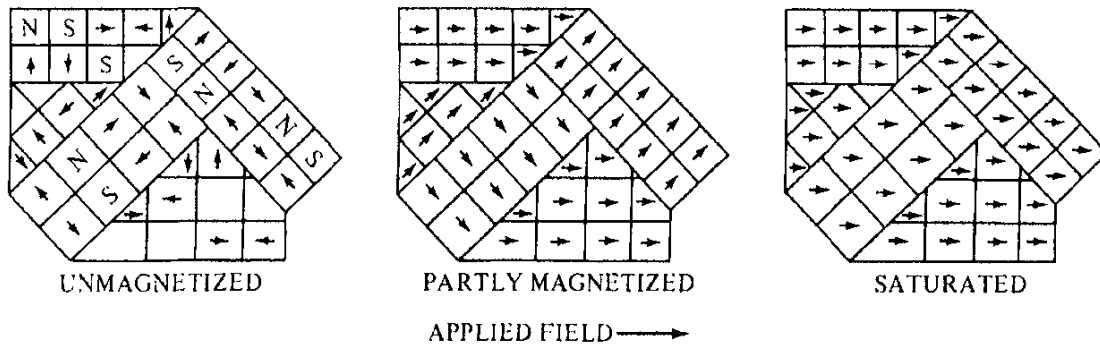 N S
S
S
N
N
N
S
S
UNMAGNETIZED PARTLY MAGNETIZED SATURATED
APPLIED FIELD